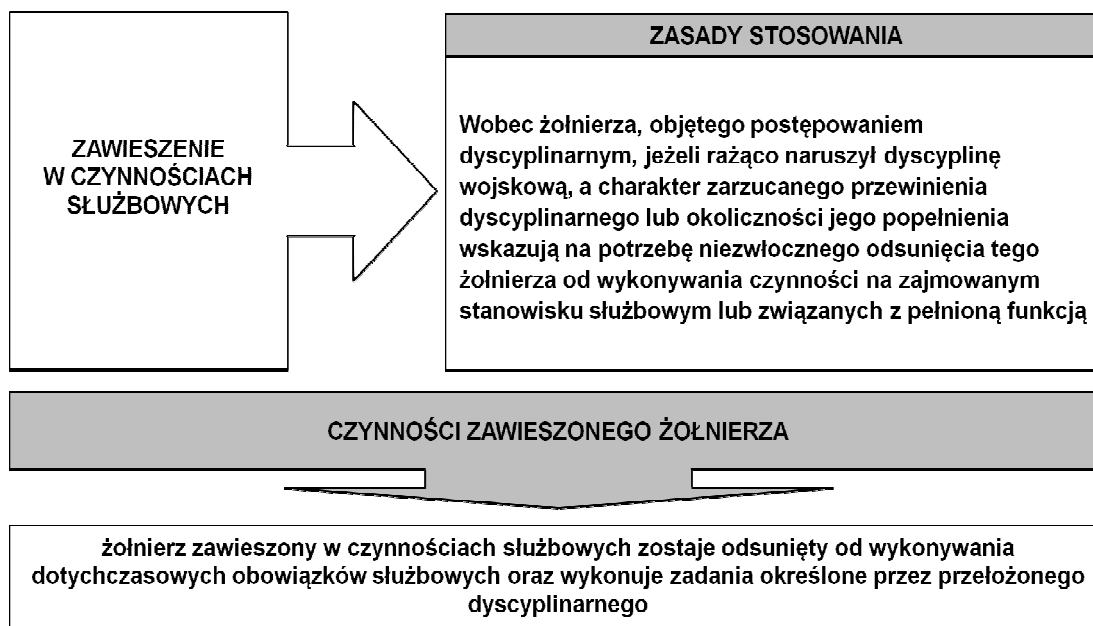 ZAWIESZENIE
W CZYNNOŚCIACH
SŁUŻBOWYCH
ZASADY STOSOWANIA
Wobec żołnierza, objętego postępowaniem
dyscyplinarnym, jeżeli rażąco naruszył dyscyplinę
wojskową, a charakter zarzucanego przewinienia
dyscyplinarnego lub okoliczności jego popełnienia
wskazują na potrzebę niezwłocznego odsunięcia tego
żołnierza od wykonywania czynności na zajmowanym
stanowisku służbowym lub związanych z pełnioną funkcją
CZYNNOŚCI ZAWIESZONEGO ŻOŁNIERZA
żołnierz zawieszony w czynnościach służbowych zostaje odsunięty od wykonywania
dotychczasowych obowiązków służbowych oraz wykonuje zadania określone przez przełożonego
dyscyplinarnego